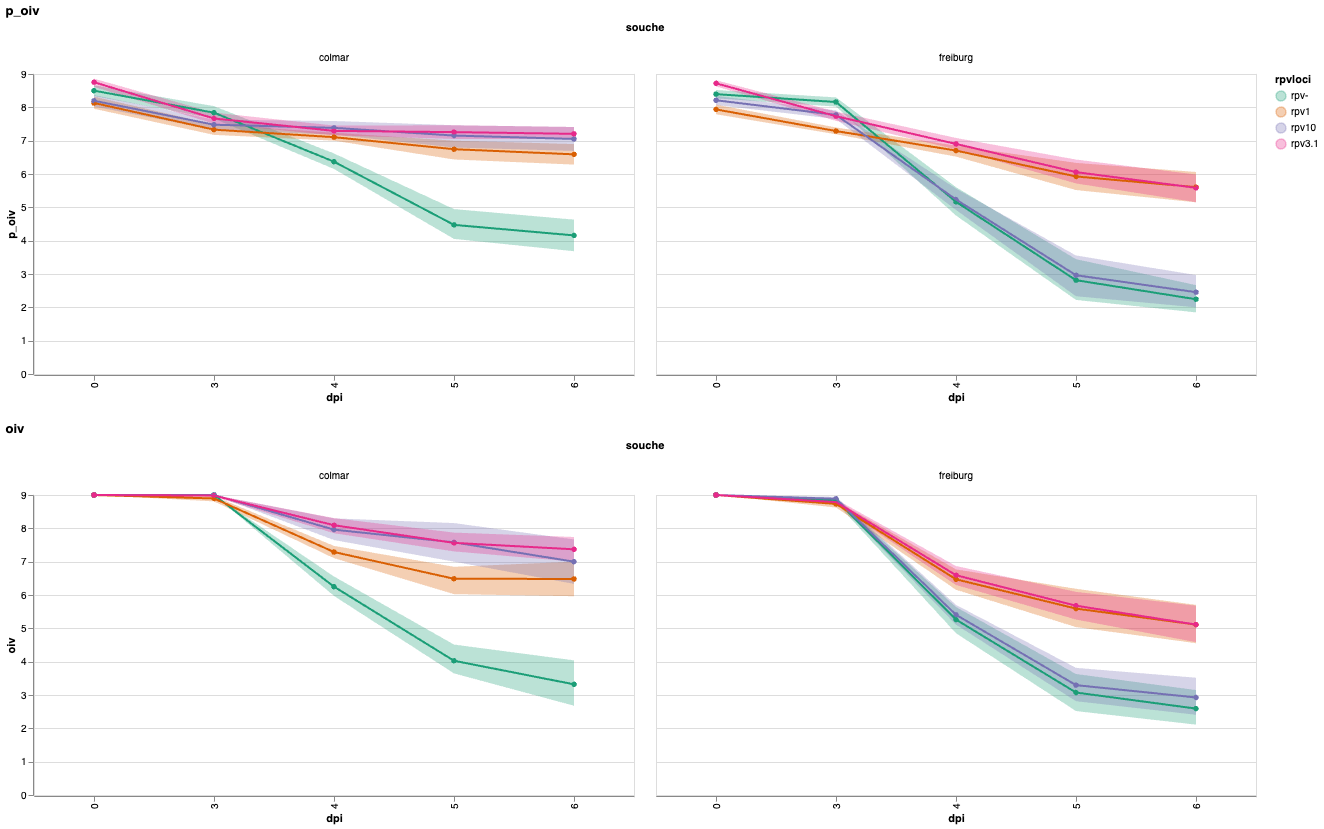 p_oiv
souche
colmar
freiburg
rpvloci
rpv-
rpv1
rpv10
rpv3.1
p_oiv
9
8
7
6
5
4
3
2
1
0
0 3 4 5 6
dpi
0 3 4 5 6
dpi
oiv
souche
colmar
freiburg
oiv
9
8
7
6
5
4
3
2
1
0
0 3 4 5 6
dpi
0 3 4 5 6
dpi